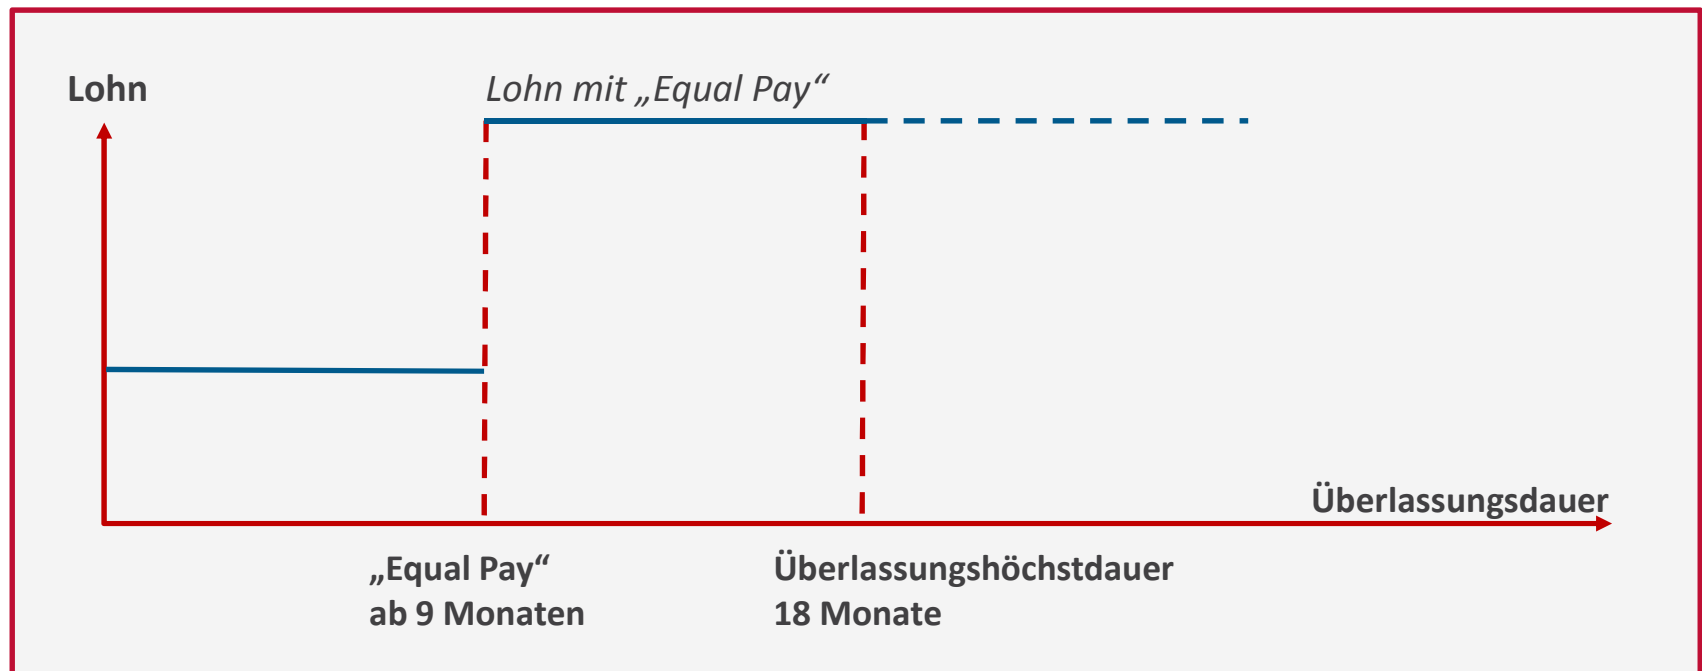 Lohn
Lohn mit „Equal Pay“
Überlassungsdauer
„Equal Pay“
ab 9 Monaten
Überlassungshöchstdauer
18 Monate